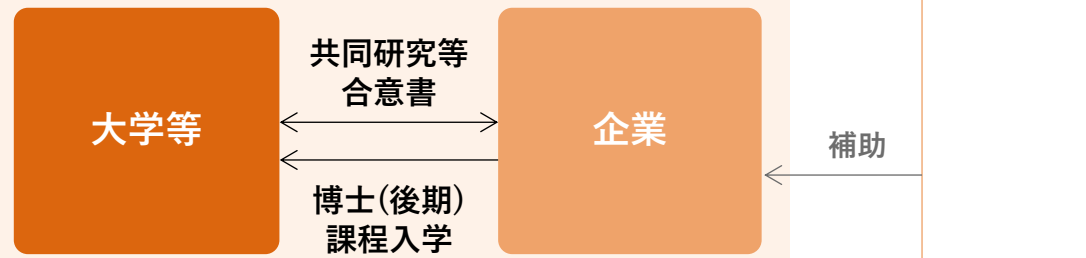 大学等
共同研究等
合意書
博士(後期)
課程入学
企業
補助